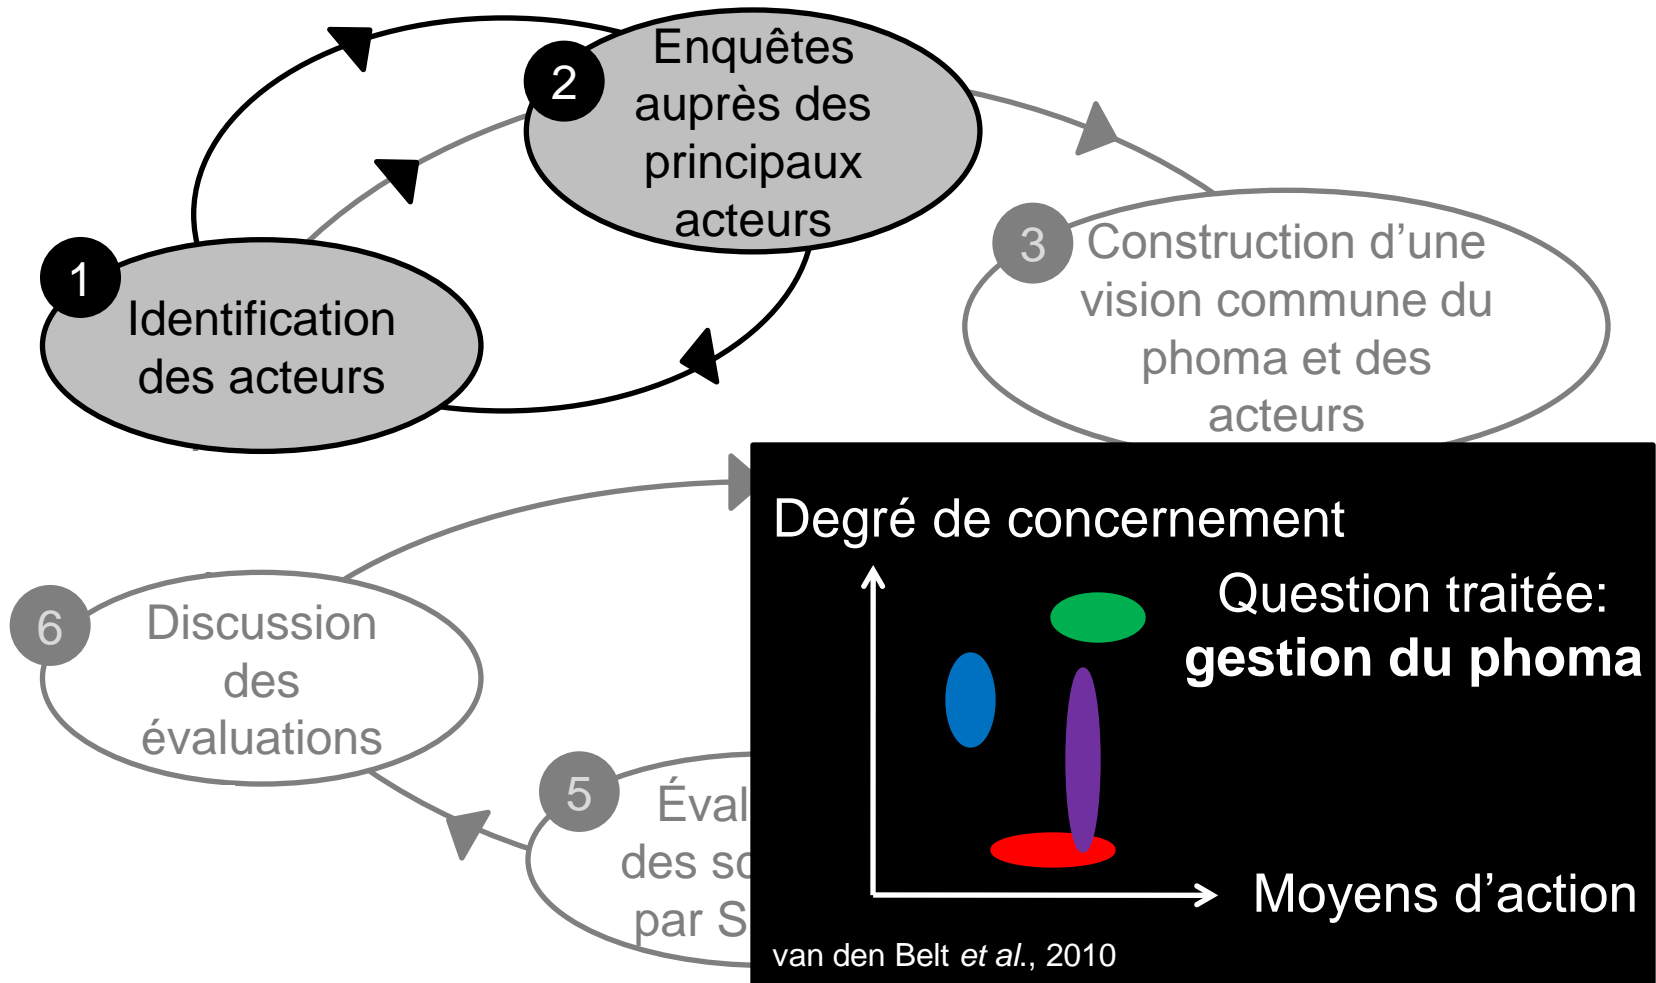 1
Identification
des acteurs
2
Enquêtes
auprès des
principaux
acteurs
3
Construction d’une
vision commune du
phoma et des
acteurs
Degré de concernement
Question traitée:
gestion du phoma
Moyens d’action
van den Belt et al., 2010
5
des
par
6
Discussion
des
évaluations